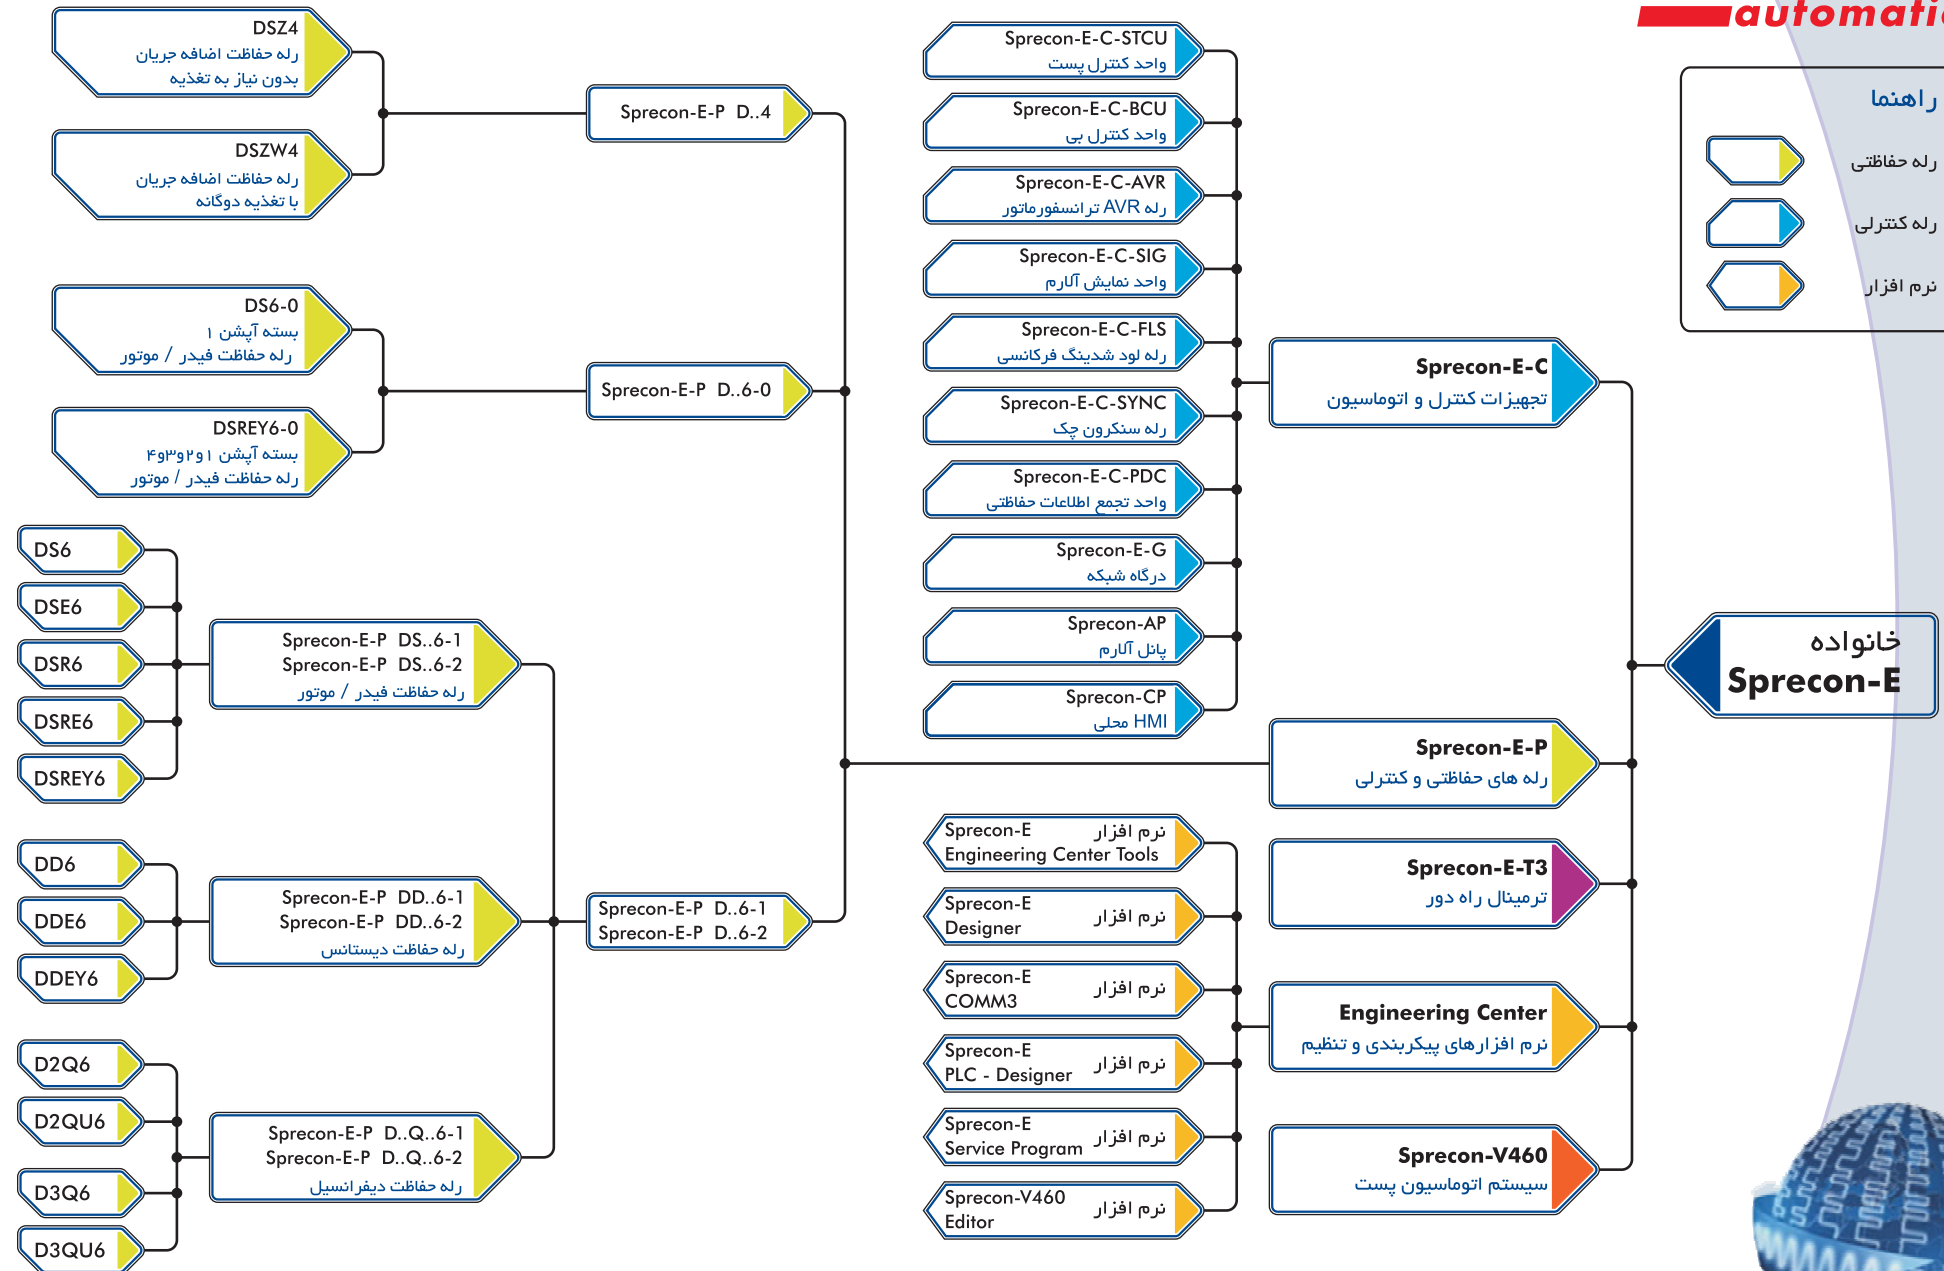 automatic
راهنما
رله حفاظتی
رله کنترلی
نرم افزار
خانواده
Sprecon-E
Sprecon-E-C
تجهیزات کنترل و اتوماسیون
Sprecon-E-P
رله های حفاظتی و کنترلی
Sprecon-E-T3
ترمینال راه دور
Engineering Center
نرم افزارهای پیکربندی و تنظیم
Sprecon-V460
سیستم اتوماسیون پست
Sprecon-E-C-STCU
واحد کنترل پست
Sprecon-E-C-BCU
واحد کنترل بی
Sprecon-E-C-AVR
رله AVR ترانسفورماتور
Sprecon-E-C-SIG
واحد نمایش آلارم
Sprecon-E-C-FLS
رله لود شدینگ فرکانسی
Sprecon-E-C-SYNC
رله سنکرون چک
Sprecon-E-C-PDC
واحد تجمع اطلاعات حفاظتی
Sprecon-E-G
درگاه شبکه
Sprecon-AP
پانل آلارم
Sprecon-CP
HMI محلی
Sprecon-E نرم افزار
Engineering Center Tools
Sprecon-E
Designer نرم افزار
Sprecon-E
COMM3 نرم افزار
Sprecon-E
PLC - Designer نرم افزار
Sprecon-E
Service Program نرم افزار
Sprecon-V460
Editor نرم افزار
Sprecon-E-P D..4
Sprecon-E-P D..6-0
Sprecon-E-P D..6-1
Sprecon-E-P D..6-2
DSZ4
رله حفاظت اضافه جریان
بدون نیاز به تغذیه
DSZW4
رله حفاظت اضافه جریان
با تغذیه دوگانه
DS6-0
بسته آپشن ۱
رله حفاظت فیدر / موتور
DSREY6-0
بسته آپشن ۱و۲و۳و۴
رله حفاظت فیدر / موتور
Sprecon-E-P DS..6-1
Sprecon-E-P DS..6-2
رله حفاظت فیدر / موتور
DS6
DSE6
DSR6
DSRE6
DSREY6
Sprecon-E-P DD..6-1
Sprecon-E-P DD..6-2
رله حفاظت دیستانس
DD6
DDE6
DDEY6
Sprecon-E-P D..Q..6-1
Sprecon-E-P D..Q..6-2
رله حفاظت دیفرانسیل
D2Q6
D2QU6
D3Q6
D3QU6